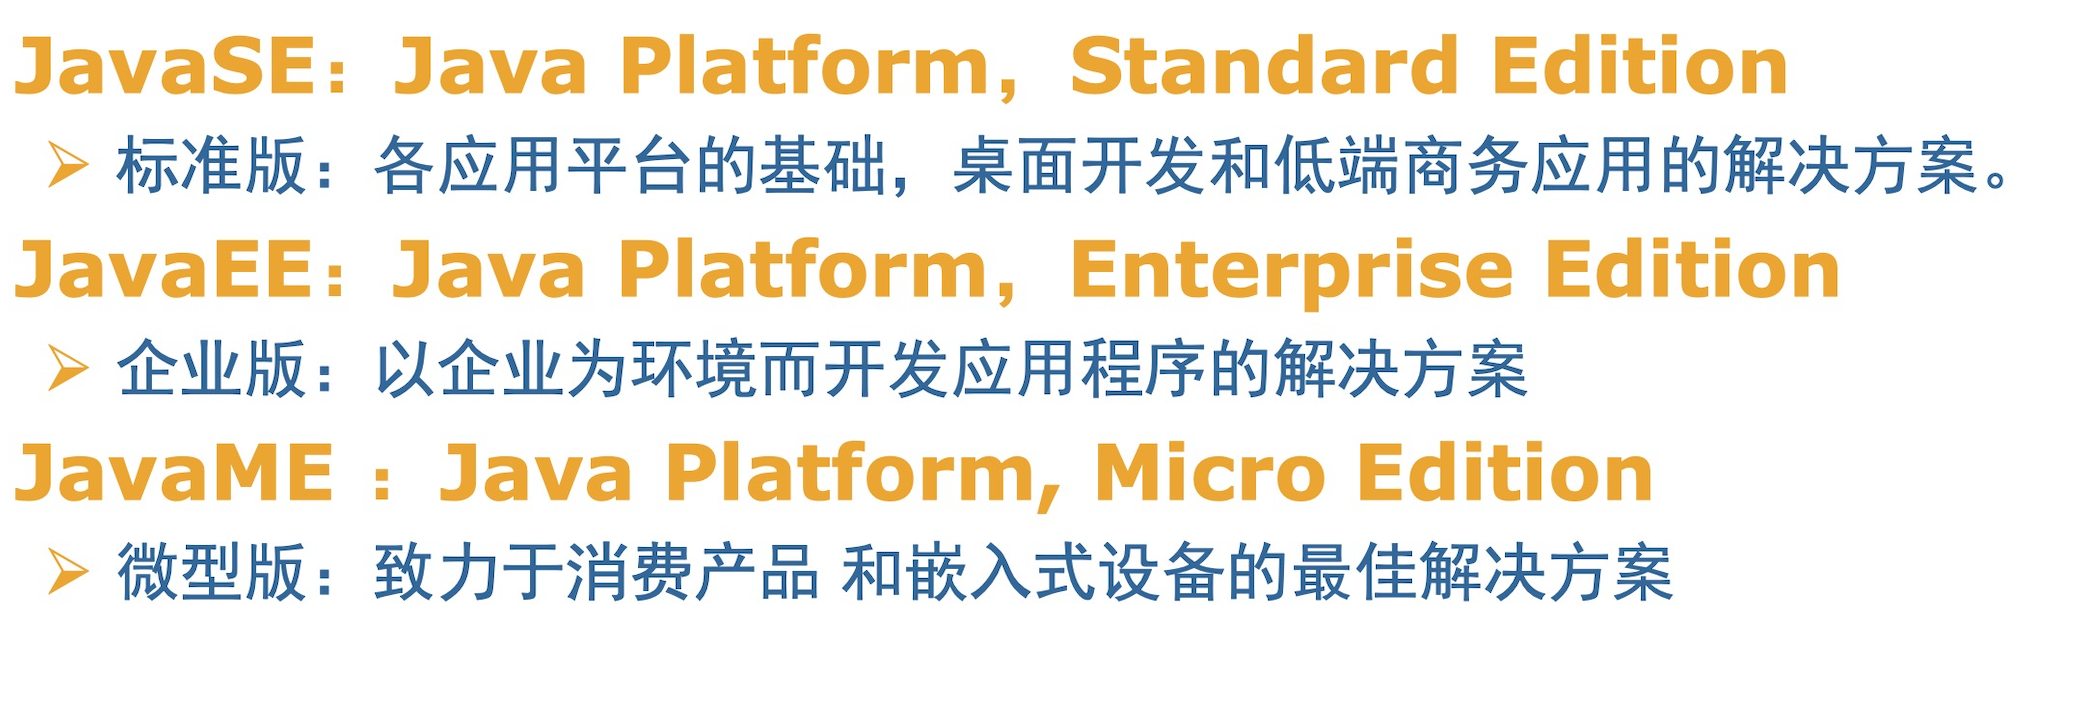 JavaSE：Java Platform，Standard Edition
标准版：各应用平台的基础，桌面开发和低端商务应用的解决方案。
JavaEE：Java Platform，Enterprise Edition
企业版：以企业为环境而开发应用程序的解决方案
JavaME ：Java Platform, Micro Edition
微型版：致力于消费产品 和嵌入式设备的最佳解决方案